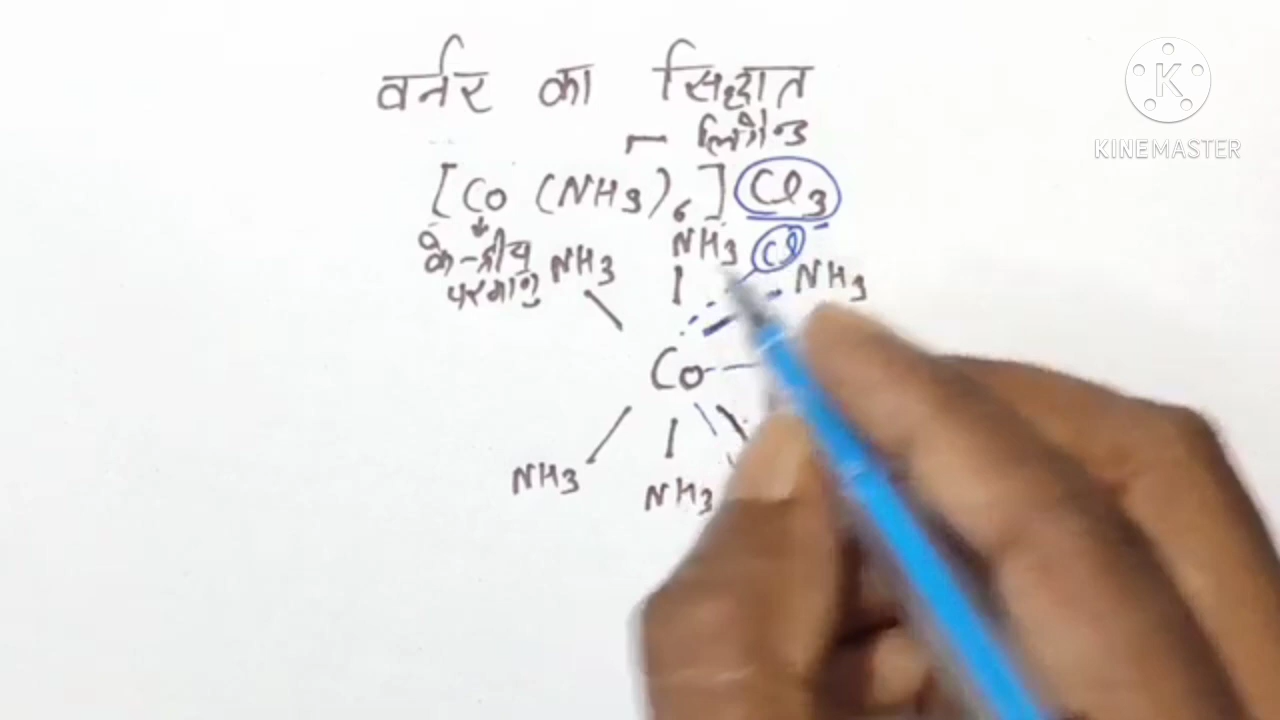 वर्नर का सिद्धात
लिगेन्ड
[Co (NH3)6] Cl3
केन्द्रीय
परमाणु
NH3 NH3 Cl NH3
Co
NH3 NH3
K
KINEMASTER